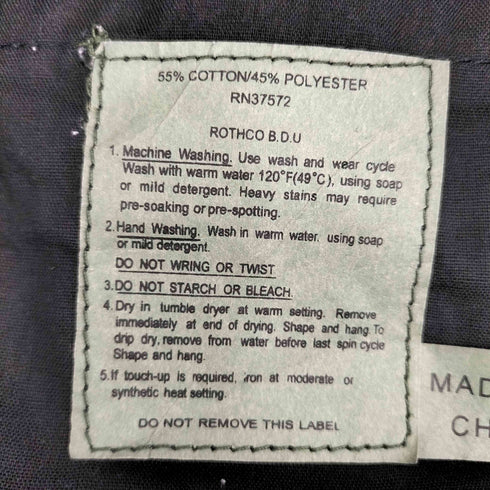 55% COTTON/45% POLYESTER
RN37572
ROTHCO B.D.U
1. Machine Washing. Use wash and wear cycle
Wash with warm water 120°F(49°C), using soap
or mild detergent. Heavy stains may require
pre-soaking or pre-spotting.
2. Hand Washing. Wash in warm water, using soap
or mild detergent.
DO NOT WRING OR TWIST
3. DO NOT STARCH OR BLEACH.
4. Dry in tumble dryer at warm setting. Remove
immediately at end of drying. Shape and hang. To
drip dry, remove from water before last spin cycle
Shape and hang.
5. If touch-up is required, iron at moderate or
synthetic heat setting.
DO NOT REMOVE THIS LABEL
MAD
CH